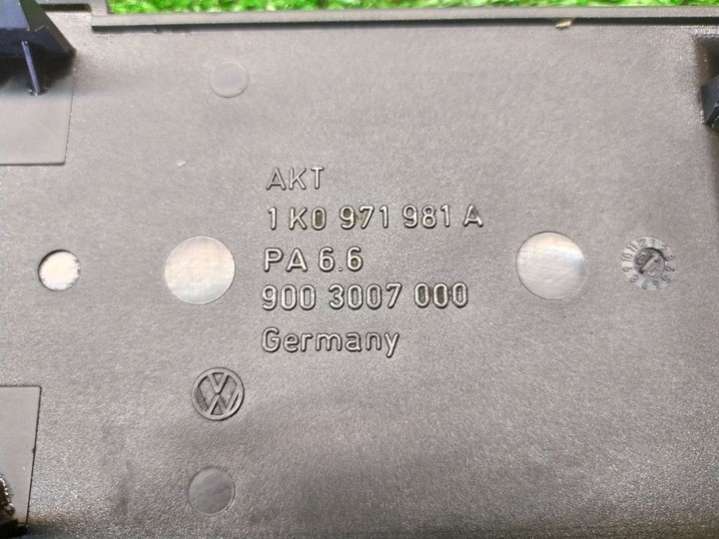 AKT
1K0 971 981 A
PA 6.6
900 3007 000
Germany